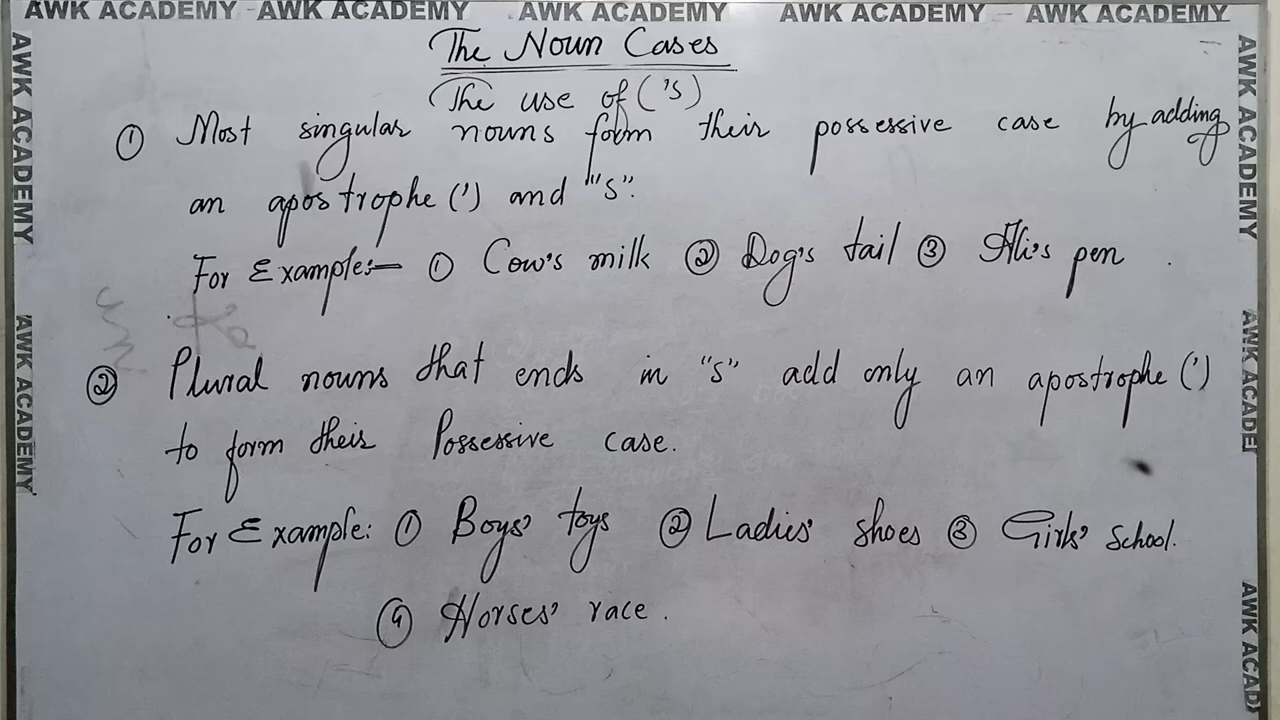 AWK ACADEMY AWK ACADEMY AWK ACADEMY AWK ACADEMY AWK ACADEMY
The Noun Cases
The use of ('s)
① Most singular nouns form their possessive case by adding
an apostrophe (') and "s".
For Example:— ① Cow's milk ② Dog's tail ③ Ali's pen .
② Plural nouns that ends in "s" add only an apostrophe (')
to form their Possessive case.
For Example: ① Boys' toys ② Ladies' shoes ③ Girls' School.
④ Horses' race.
AWK ACADEMY
AWK ACADEMY
AWK ACADEMY
AWK ACADE
AWK ACAD